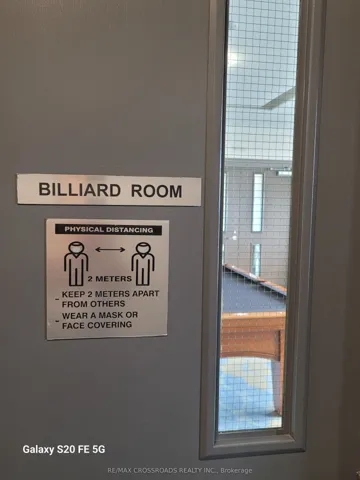 BILLIARD ROOM
PHYSICAL DISTANCING
2 METERS
- KEEP 2 METERS APART
FROM OTHERS
- WEAR A MASK OR
FACE COVERING
Galaxy S20 FE 5G
RE/MAX CROSSROADS REALTY INC., Brokerage